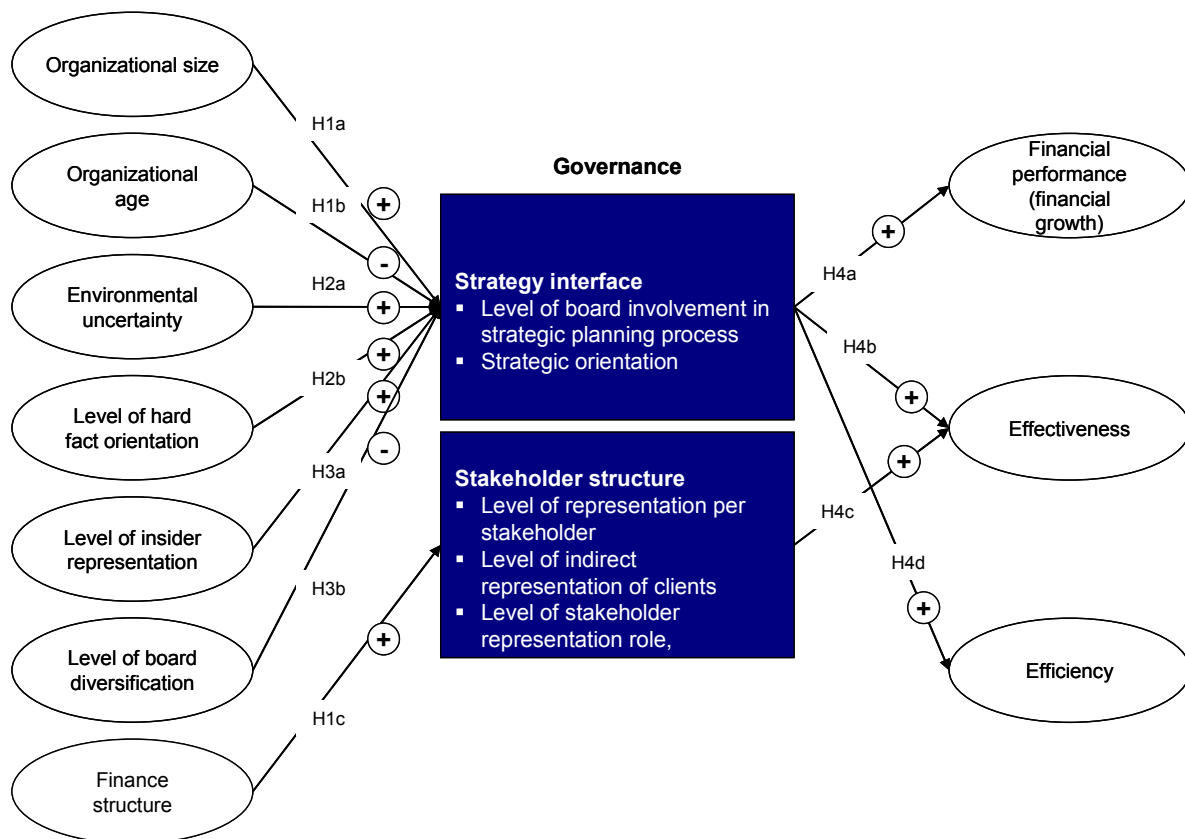 Organizational size
H1a
Organizational
age
H1b
+
-
Environmental
uncertainty
H2a
+
Level of hard
fact orientation
H2b
+
+
-
Level of insider
representation
H3a
Level of board
diversification
H3b
Finance
structure
H1c
+
Governance
Strategy interface
▪ Level of board involvement in
strategic planning process
▪ Strategic orientation
Stakeholder structure
▪ Level of representation per
stakeholder
▪ Level of indirect
representation of clients
▪ Level of stakeholder
representation role,
H4a
+
Financial
performance
(financial
growth)
H4b
+
Effectiveness
H4c
+
H4d
+
Efficiency